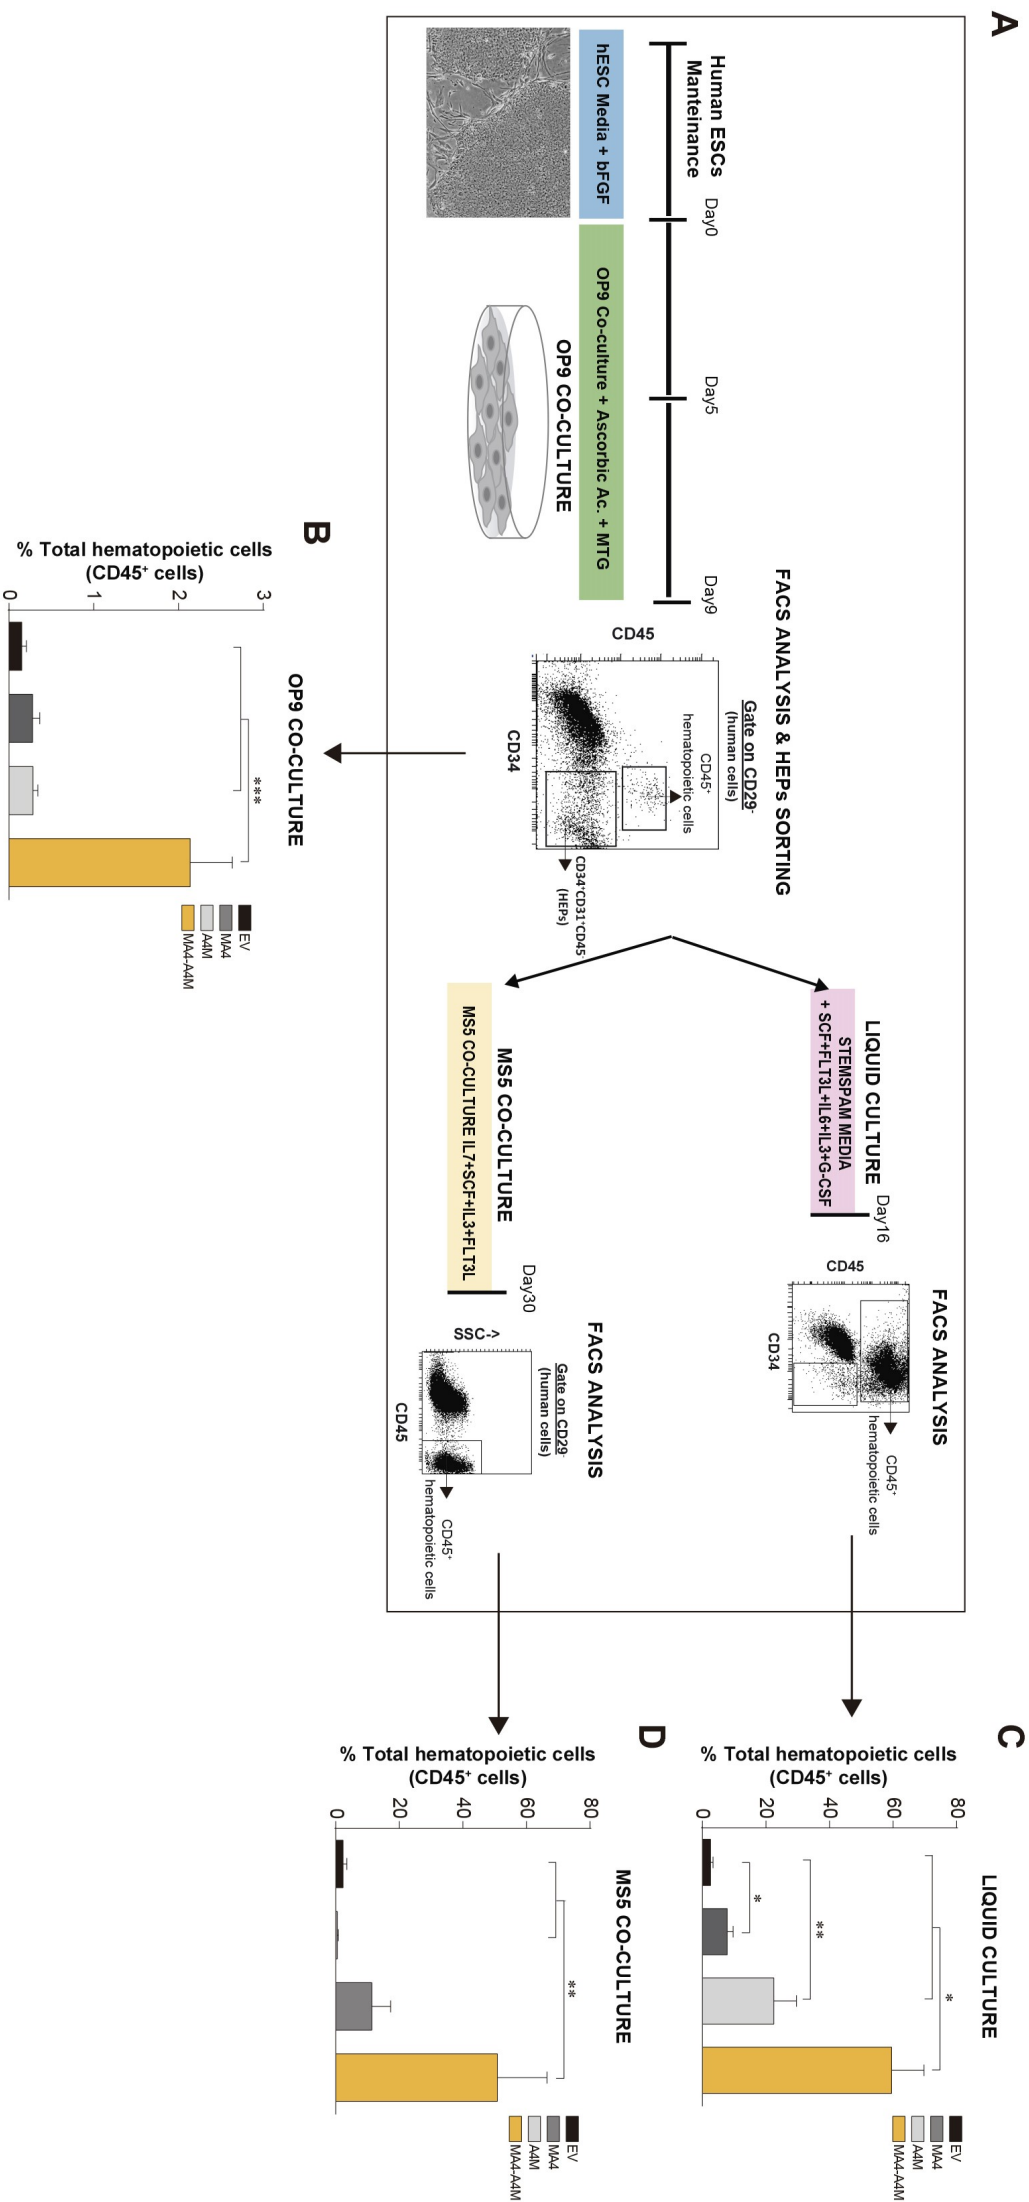 A
Human ESCs
Manteinance
Day0
Day5
Day9
hESC Media + bFGF
OP9 Co-culture + Ascorbic Ac. + MTG
OP9 CO-CULTURE
FACS ANALYSIS & HEPs SORTING
Gate on CD29-
(human cells)
CD45+
hematopoietic cells
CD45
CD34
CD34+CD31+CD45-
(HEPs)
LIQUID CULTURE
Day16
STEMSPAM MEDIA
+ SCF+FLT3L+IL6+IL3+G-CSF
FACS ANALYSIS
CD45
CD34
CD45+
hematopoietic cells
MS5 CO-CULTURE
Day30
MS5 CO-CULTURE IL7+SCF+IL3+FLT3L
FACS ANALYSIS
Gate on CD29-
(human cells)
SSC->
CD45
CD45+
hematopoietic cells
B
OP9 CO-CULTURE
% Total hematopoietic cells
(CD45+ cells)
3
2
1
0
***
EV
MA4
A4M
MA4-A4M
C
LIQUID CULTURE
% Total hematopoietic cells
(CD45+ cells)
80
60
40
20
0
*
**
*
EV
MA4
A4M
MA4-A4M
D
MS5 CO-CULTURE
% Total hematopoietic cells
(CD45+ cells)
80
60
40
20
0
**
EV
MA4
A4M
MA4-A4M